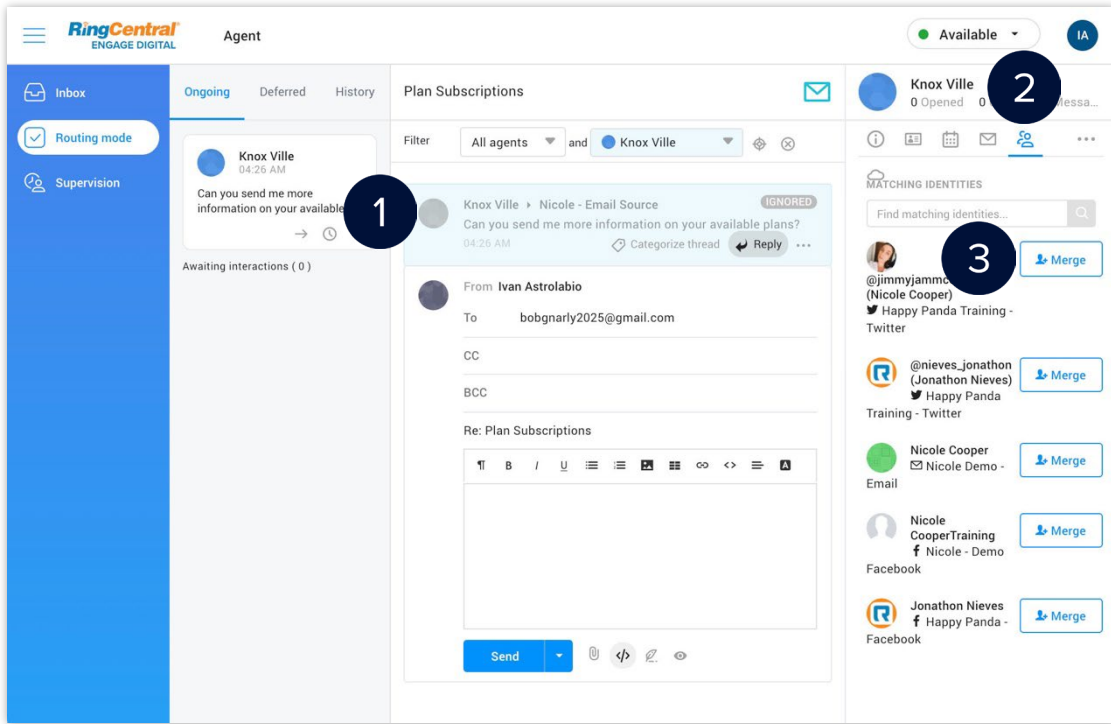 RingCentral®
ENGAGE DIGITAL
Agent
Available
IA
Inbox
Routing mode
Supervision
Ongoing Deferred History
Knox Ville
04:26 AM
Can you send me more
information on your available
Awaiting interactions ( 0 )
1
Plan Subscriptions
Filter All agents and Knox Ville
Knox Ville ▸ Nicole - Email Source IGNORED
Can you send me more information on your available plans?
04:26 AM Categorize thread Reply ...
From Ivan Astrolabio
To bobgnarly2025@gmail.com
CC
BCC
Re: Plan Subscriptions
¶ B I U A
Send
Knox Ville
0 Opened 0 Messa...
2
MATCHING IDENTITIES
Find matching identities...
3
@jimmyjammc
(Nicole Cooper)
Happy Panda Training -
Twitter
Merge
@nieves_jonathon
(Jonathon Nieves)
Happy Panda
Training - Twitter
Merge
Nicole Cooper
Nicole Demo -
Email
Merge
Nicole
CooperTraining
Nicole - Demo
Facebook
Merge
Jonathon Nieves
Happy Panda -
Facebook
Merge